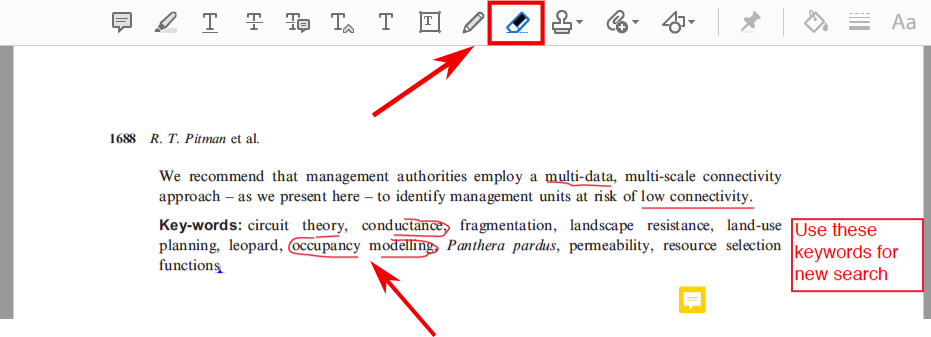 T T T T T T Aa
1688 R. T. Pitman et al.
We recommend that management authorities employ a multi-data, multi-scale connectivity
approach – as we present here – to identify management units at risk of low connectivity.
Key-words: circuit theory, conductance, fragmentation, landscape resistance, land-use
planning, leopard, occupancy modelling, Panthera pardus, permeability, resource selection
functions
Use these
keywords for
new search